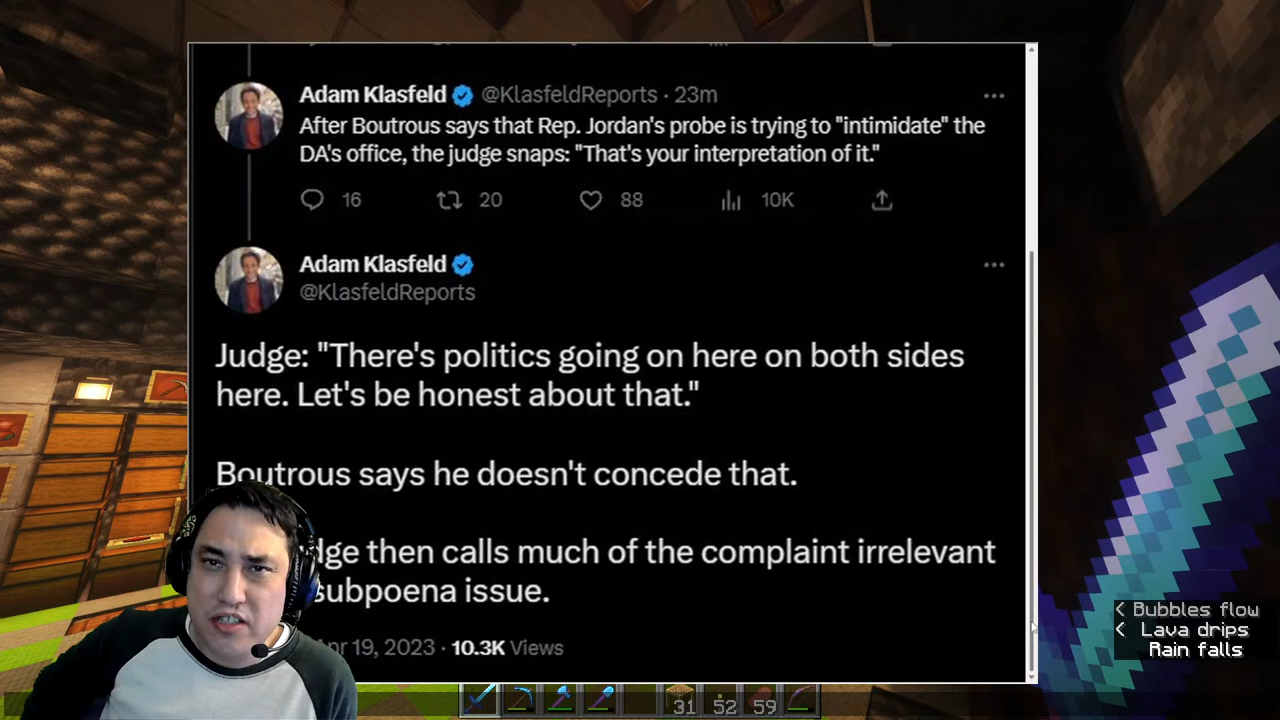 Adam Klasfeld @KlasfeldReports · 23m
After Boutrous says that Rep. Jordan's probe is trying to "intimidate" the
DA's office, the judge snaps: "That's your interpretation of it."
16 20 88 10K
Adam Klasfeld
@KlasfeldReports
Judge: "There's politics going on here on both sides
here. Let's be honest about that."
Boutrous says he doesn't concede that.
then calls much of the complaint irrelevant
subpoena issue.
19, 2023 · 10.3K Views
< Bubbles flow
< Lava drips
Rain falls
31 52 59